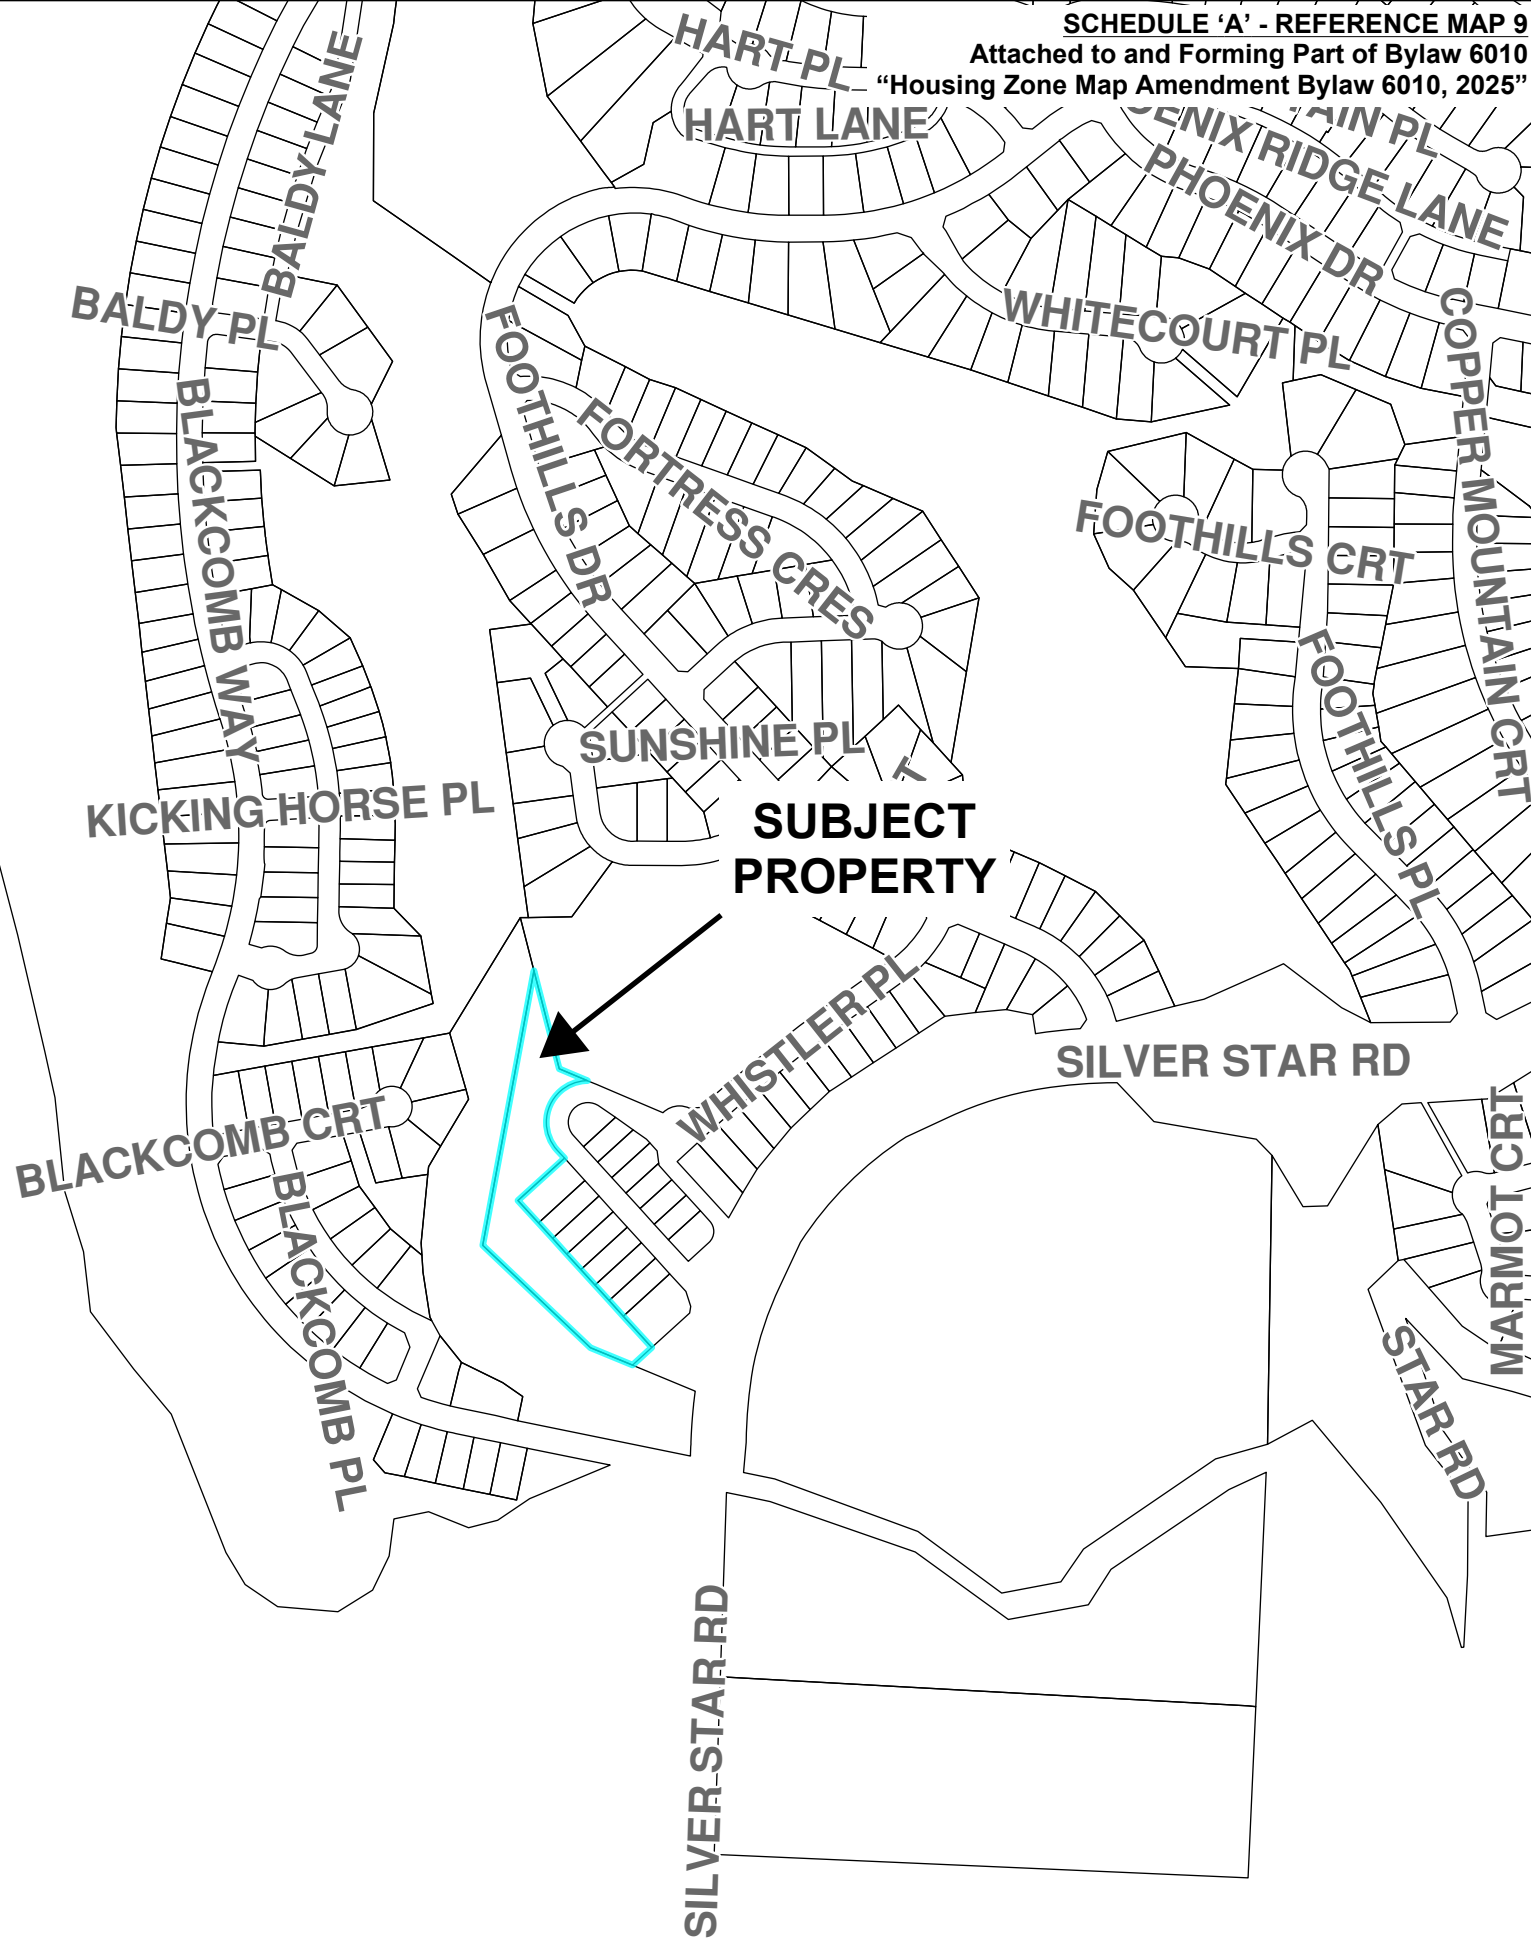 SCHEDULE ‘A’ - REFERENCE MAP 9
Attached to and Forming Part of Bylaw 6010
“Housing Zone Map Amendment Bylaw 6010, 2025”
HART PL
HART LANE
BALDY LANE
PHOENIX DR
RIDGE LANE
PL
BALDY PL
WHITECOURT PL
COPPER MOUNTAIN CRT
BLACKCOMB WAY
FOOTHILLS DR
FORTRESS CRES
FOOTHILLS CRT
FOOTHILLS PL
SUNSHINE PL
KICKING HORSE PL
SUBJECT
PROPERTY
WHISTLER PL
SILVER STAR RD
BLACKCOMB CRT
BLACKCOMB PL
MARMOT CRT
STAR RD
SILVER STAR RD